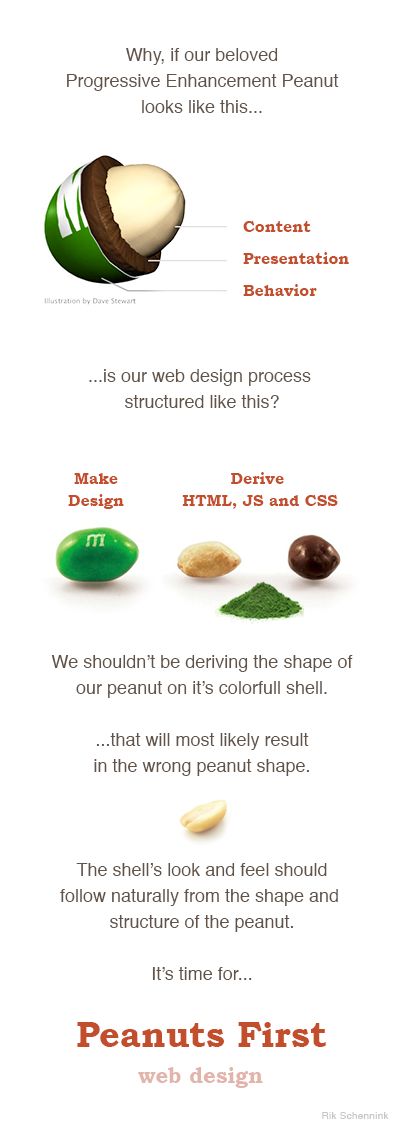 Why, if our beloved
Progressive Enhancement Peanut
looks like this...
Content
Presentation
Behavior
Illustration by Dave Stewart
...is our web design process
structured like this?
Make
Design
Derive
HTML, JS and CSS
m
We shouldn’t be deriving the shape of
our peanut on it’s colorfull shell.
...that will most likely result
in the wrong peanut shape.
The shell’s look and feel should
follow naturally from the shape and
structure of the peanut.
It’s time for...
Peanuts First
web design
Rik Schennink